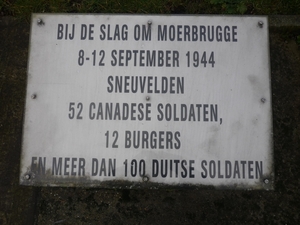 BIJ DE SLAG OM MOERBRUGGE
8-12 SEPTEMBER 1944
SNEUVELDEN
52 CANADESE SOLDATEN,
12 BURGERS
EN MEER DAN 100 DUITSE SOLDATEN